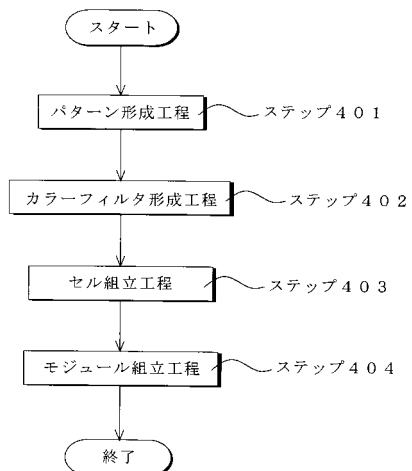 スタート
パターン形成工程 ステップ401
カラーフィルタ形成工程 ステップ402
セル組立工程 ステップ403
モジュール組立工程 ステップ404
終了